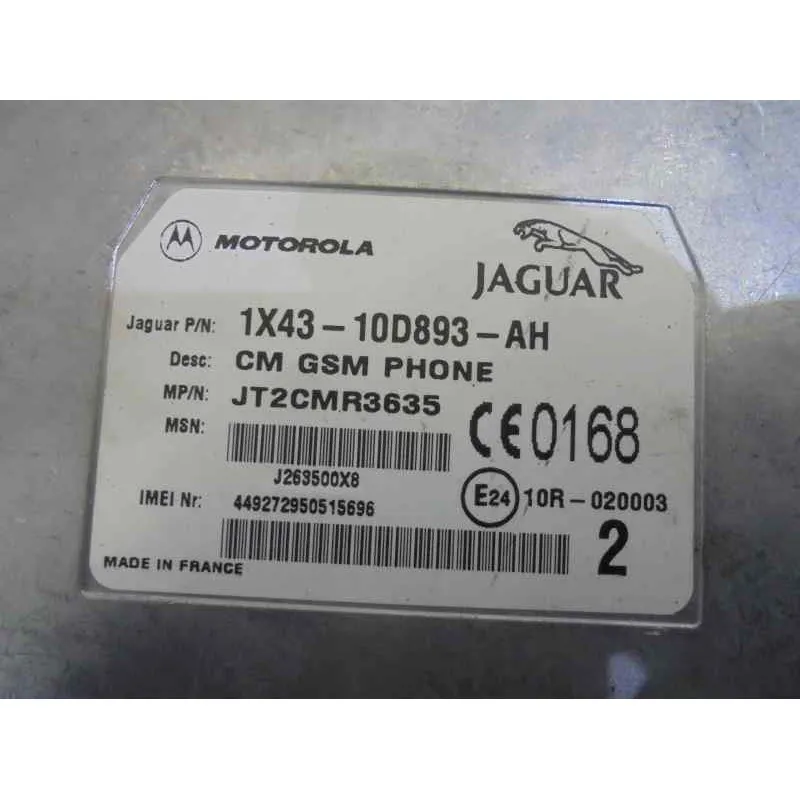 MOTOROLA
JAGUAR
Jaguar P/N: 1X43-10D893-AH
Desc: CM GSM PHONE
MP/N: JT2CMR3635
MSN:
CE0168
J263500X8
IMEI Nr: 449272950515696
E24 10R-020003
MADE IN FRANCE
2